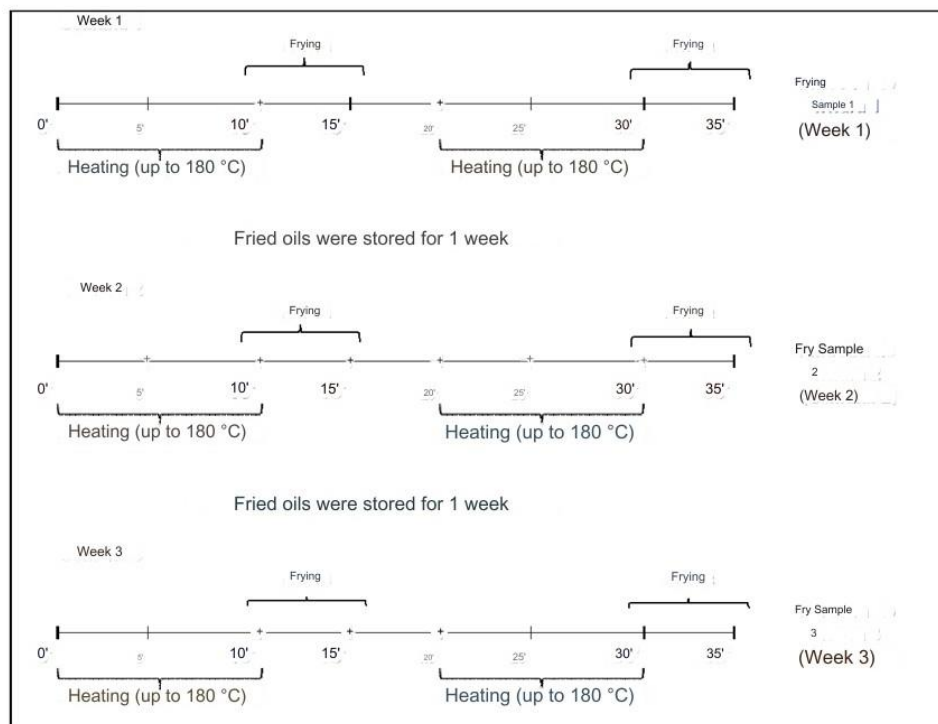 Week 1
Frying Frying
Frying
Sample 1
(Week 1)
0' 5' 10' 15' 20' 25' 30' 35'
Heating (up to 180 °C) Heating (up to 180 °C)
Fried oils were stored for 1 week
Week 2
Frying Frying
Fry Sample
2
(Week 2)
0' 5' 10' 15' 20' 25' 30' 35'
Heating (up to 180 °C) Heating (up to 180 °C)
Fried oils were stored for 1 week
Week 3
Frying Frying
Fry Sample
3
(Week 3)
0' 5' 10' 15' 20' 25' 30' 35'
Heating (up to 180 °C) Heating (up to 180 °C)